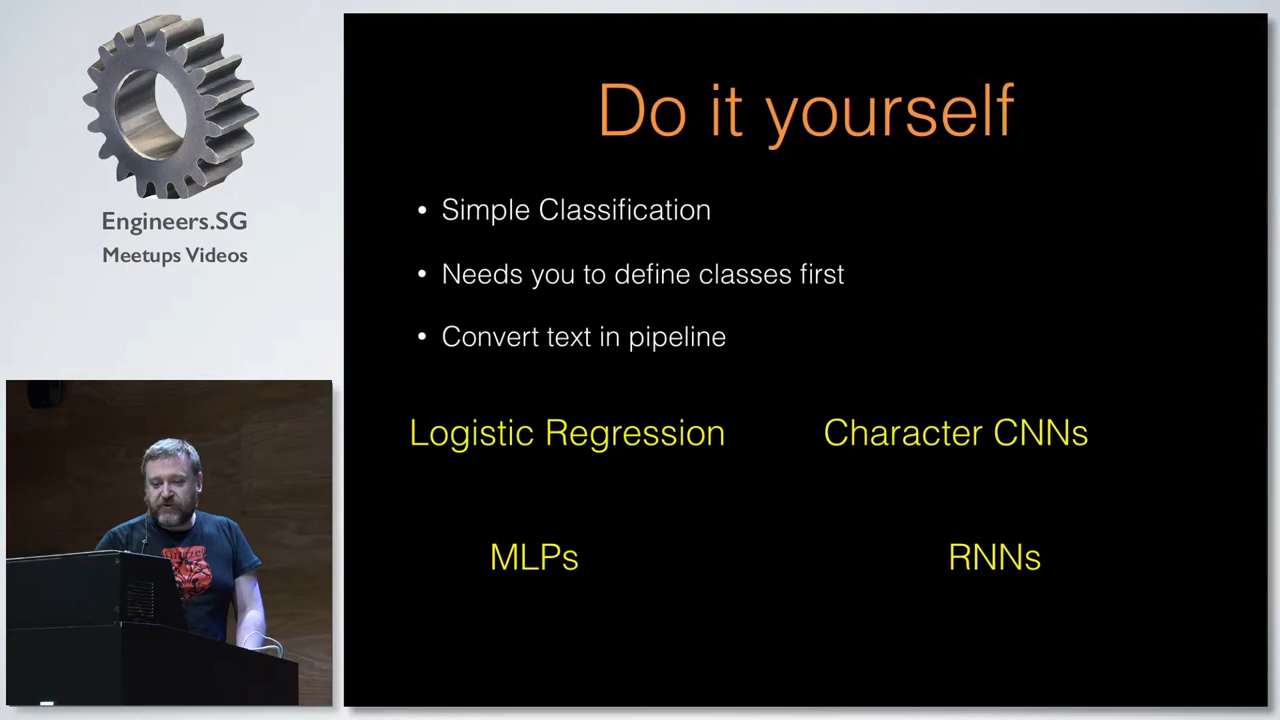 Engineers.SG
Meetups Videos
Do it yourself
• Simple Classification
• Needs you to define classes first
• Convert text in pipeline
Logistic Regression
Character CNNs
MLPs
RNNs